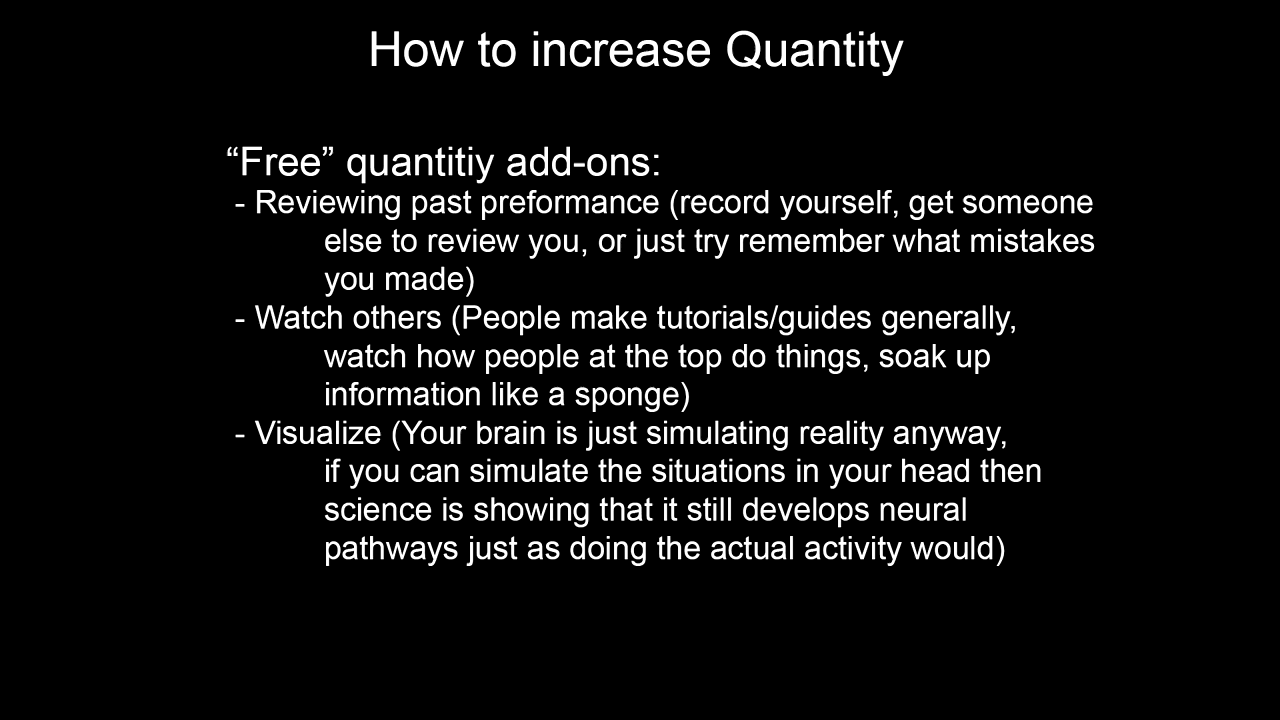 How to increase Quantity
“Free” quantitiy add-ons:
- Reviewing past preformance (record yourself, get someone
else to review you, or just try remember what mistakes
you made)
- Watch others (People make tutorials/guides generally,
watch how people at the top do things, soak up
information like a sponge)
- Visualize (Your brain is just simulating reality anyway,
if you can simulate the situations in your head then
science is showing that it still develops neural
pathways just as doing the actual activity would)